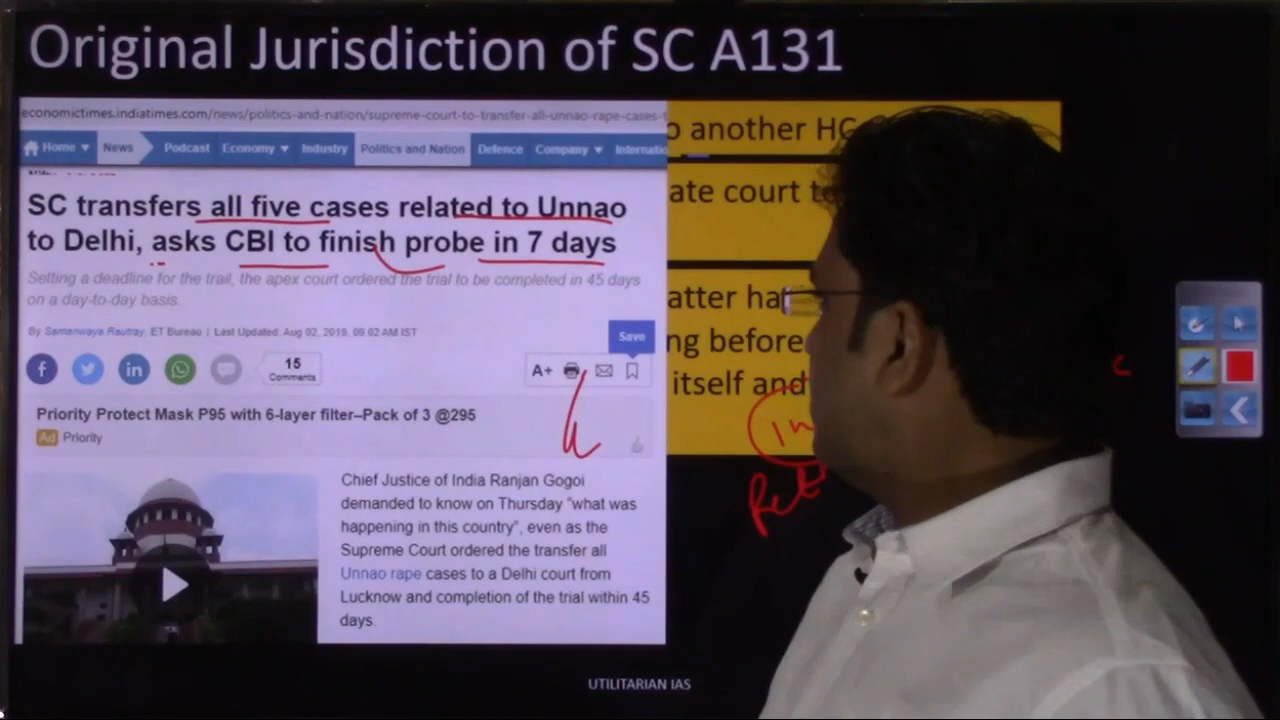 Original Jurisdiction of SC A131
economictimes.indiatimes.com/news/politics-and-nation/supreme-court-to-transfer-all-unnao-rape-cases-t
Home News Podcast Economy Industry Politics and Nation Defence Company Internatio
SC transfers all five cases related to Unnao
to Delhi, asks CBI to finish probe in 7 days
Setting a deadline for the trail, the apex court ordered the trial to be completed in 45 days
on a day-to-day basis.
By Samanwaya Rautray, ET Bureau | Last Updated: Aug 02, 2019, 09.02 AM IST
Save
15
Comments
A+
Priority Protect Mask P95 with 6-layer filter–Pack of 3 @295
Ad Priority
Chief Justice of India Ranjan Gogoi
demanded to know on Thursday “what was
happening in this country”, even as the
Supreme Court ordered the transfer all
Unnao rape cases to a Delhi court from
Lucknow and completion of the trial within 45
days.
another HC
ate court
atter ha
ng before
itself and
in
UTILITARIAN IAS